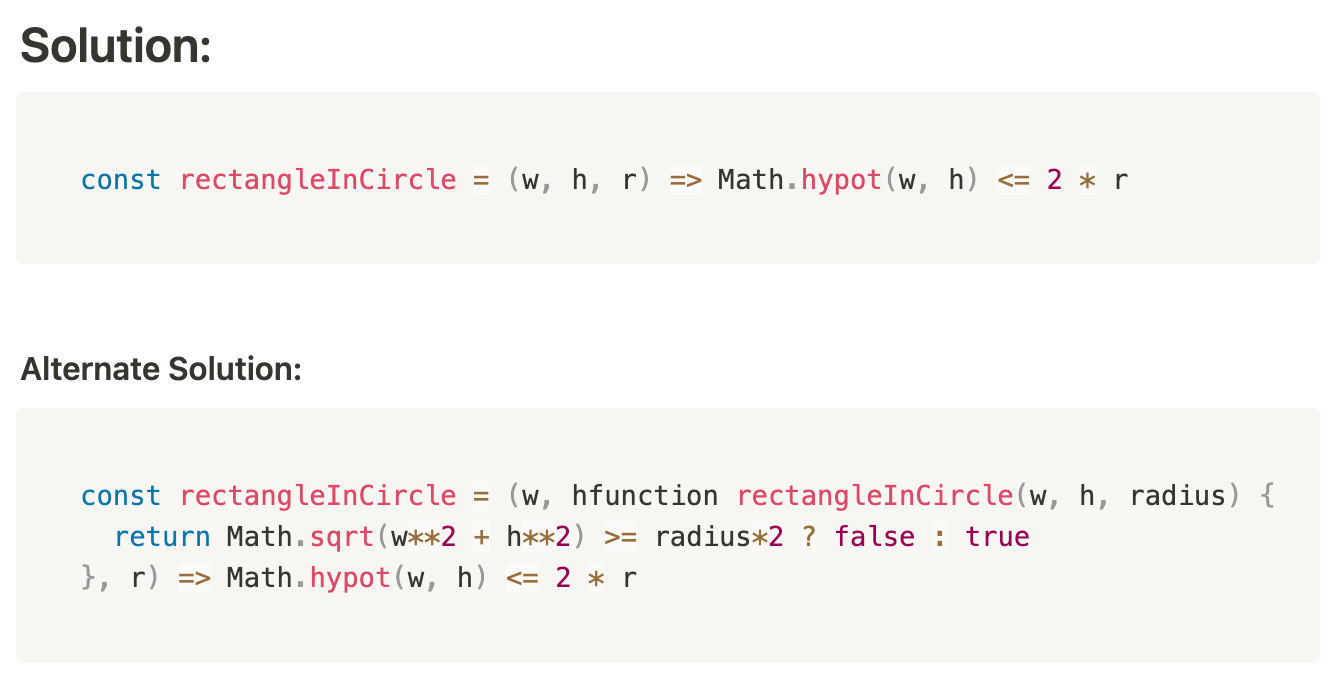 Solution:
const rectangleInCircle = (w, h, r) => Math.hypot(w, h) <= 2 * r
Alternate Solution:
const rectangleInCircle = (w, hfunction rectangleInCircle(w, h, radius) {
  return Math.sqrt(w**2 + h**2) >= radius*2 ? false : true
}, r) => Math.hypot(w, h) <= 2 * r